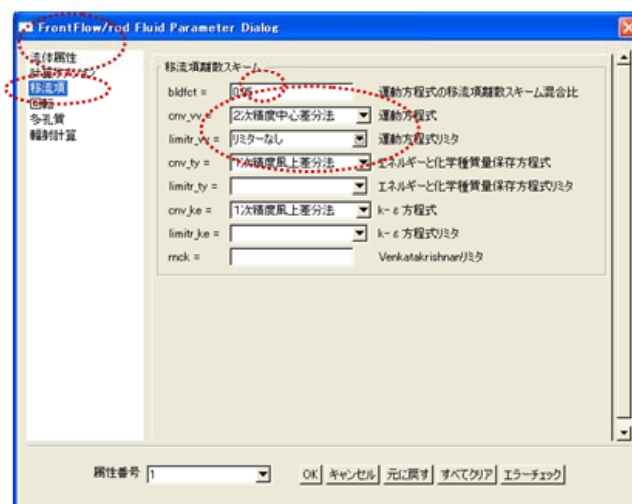 FrontFlow/red Fluid Parameter Dialog
流体属性
計算オプション
移流項
回転
多孔質
輻射計算
移流項離散スキーム
bldfct = 0.95 運動方程式の移流項離散スキーム混合比
cnv_vv = 2次精度中心差分法 運動方程式
limitr_vv = リミターなし 運動方程式リミタ
cnv_ty = 1次精度風上差分法 エネルギーと化学種質量保存方程式
limitr_ty = エネルギーと化学種質量保存方程式リミタ
cnv_ke = 1次精度風上差分法 k-ε方程式
limitr_ke = k-ε方程式リミタ
rnck = Venkatakrishnanリミタ
属性番号 1 OK キャンセル 元に戻す すべてクリア エラーチェック